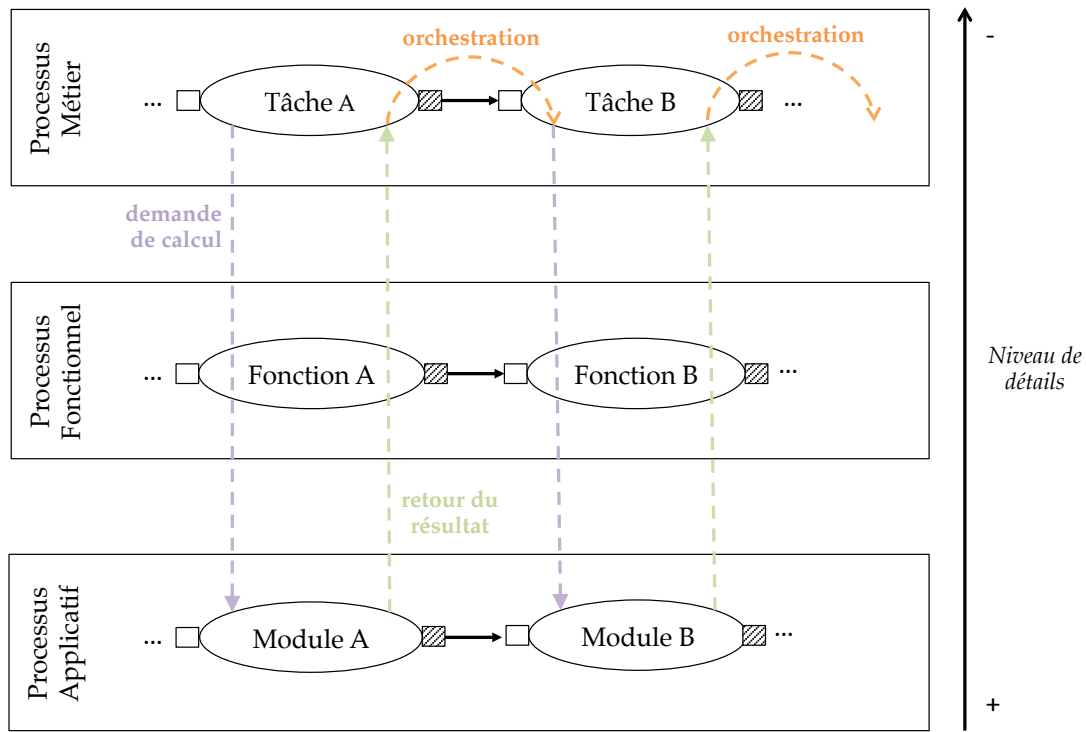 orchestration
orchestration
-
Processus
Métier
...
Tâche A
Tâche B
...
demande
de calcul
Processus
Fonctionnel
...
Fonction A
Fonction B
...
Niveau de
détails
retour du
résultat
Processus
Applicatif
...
Module A
Module B
...
+